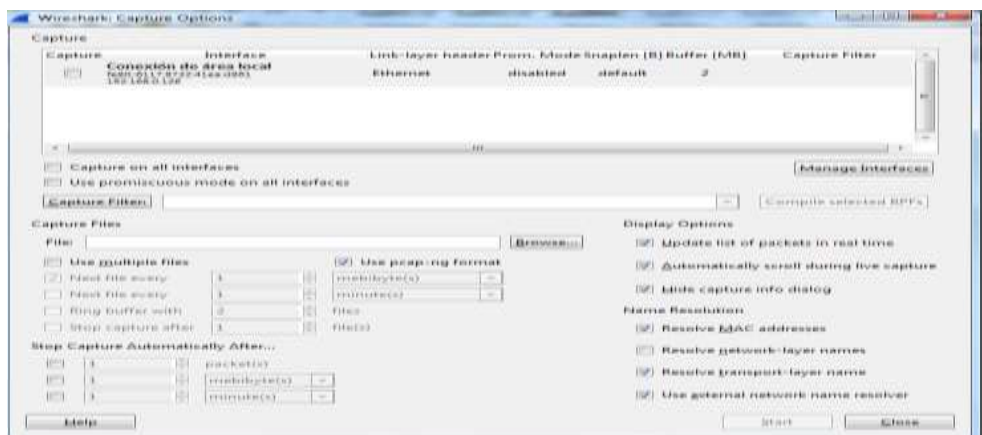 Wireshark: Capture Options
Capture
Capture Interface Link-layer header Prom. Mode Snaplen [B] Buffer [MB] Capture Filter
Conexión de área local
192.168.0.126
Ethernet disabled default 2
Capture on all interfaces
Manage Interfaces
Use promiscuous mode on all interfaces
Capture Filter: Compile selected BPFs
Capture Files
Display Options
File: Browse...
Update list of packets in real time
Use multiple files Use pcap-ng format
Automatically scroll during live capture
Next file every 1 mebibyte(s)
Next file every 1 minute(s)
Hide capture info dialog
Ring buffer with 2 files
Name Resolution
Stop capture after 1 file(s)
Resolve MAC addresses
Stop Capture Automatically After...
Resolve network-layer names
1 packet(s)
Resolve transport-layer name
1 mebibyte(s)
1 minute(s)
Use external network name resolver
Help Start Close